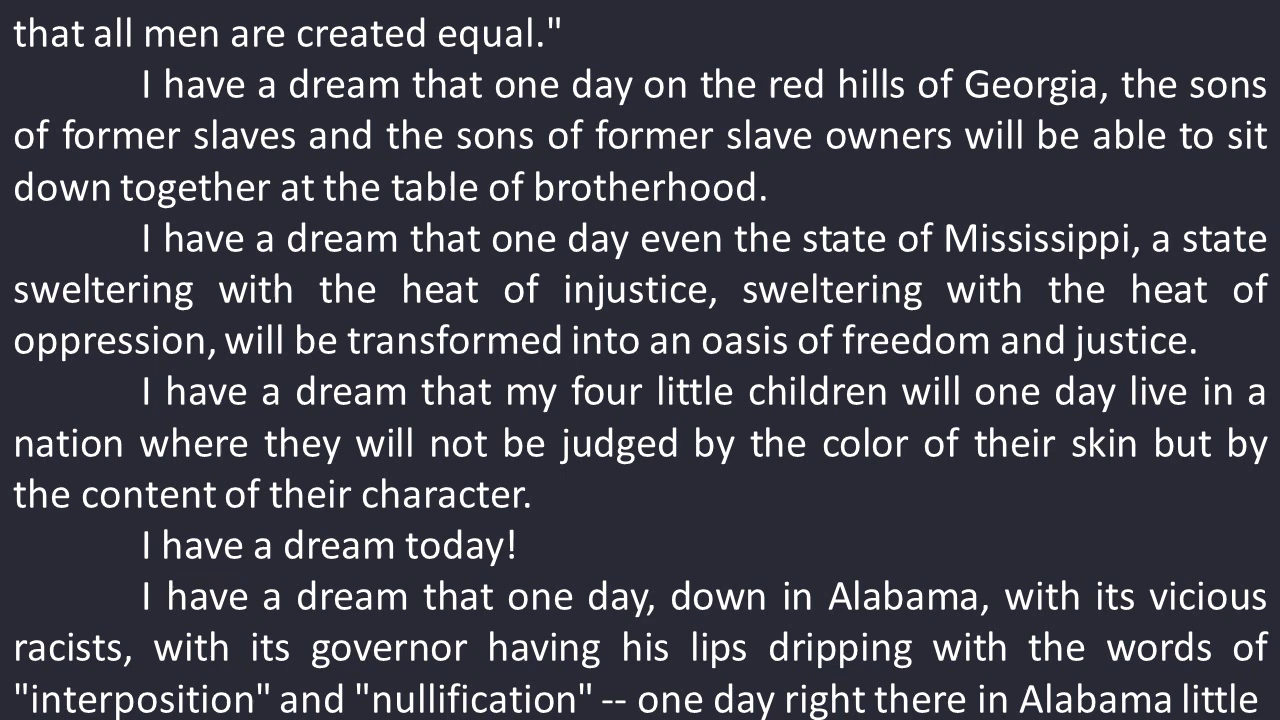 that all men are created equal."
I have a dream that one day on the red hills of Georgia, the sons
of former slaves and the sons of former slave owners will be able to sit
down together at the table of brotherhood.
I have a dream that one day even the state of Mississippi, a state
sweltering with the heat of injustice, sweltering with the heat of
oppression, will be transformed into an oasis of freedom and justice.
I have a dream that my four little children will one day live in a
nation where they will not be judged by the color of their skin but by
the content of their character.
I have a dream today!
I have a dream that one day, down in Alabama, with its vicious
racists, with its governor having his lips dripping with the words of
"interposition" and "nullification" -- one day right there in Alabama little